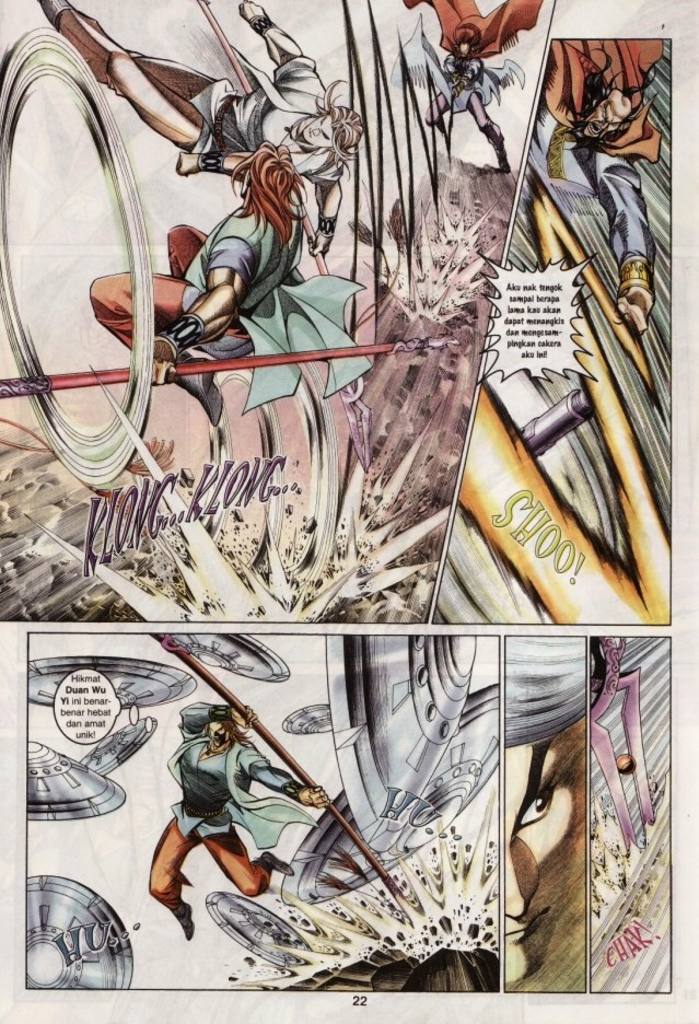 Aku nak tengok
sampai berapa
lama kau akan
dapat menangkis
dan mengesam-
pingkan cakera
aku ini!
KLONG...KLONG...
SHOO!
Hikmat
Duan Wu
Yi ini benar-
benar hebat
dan amat
unik!
HU...
HU...
CHAK!
22